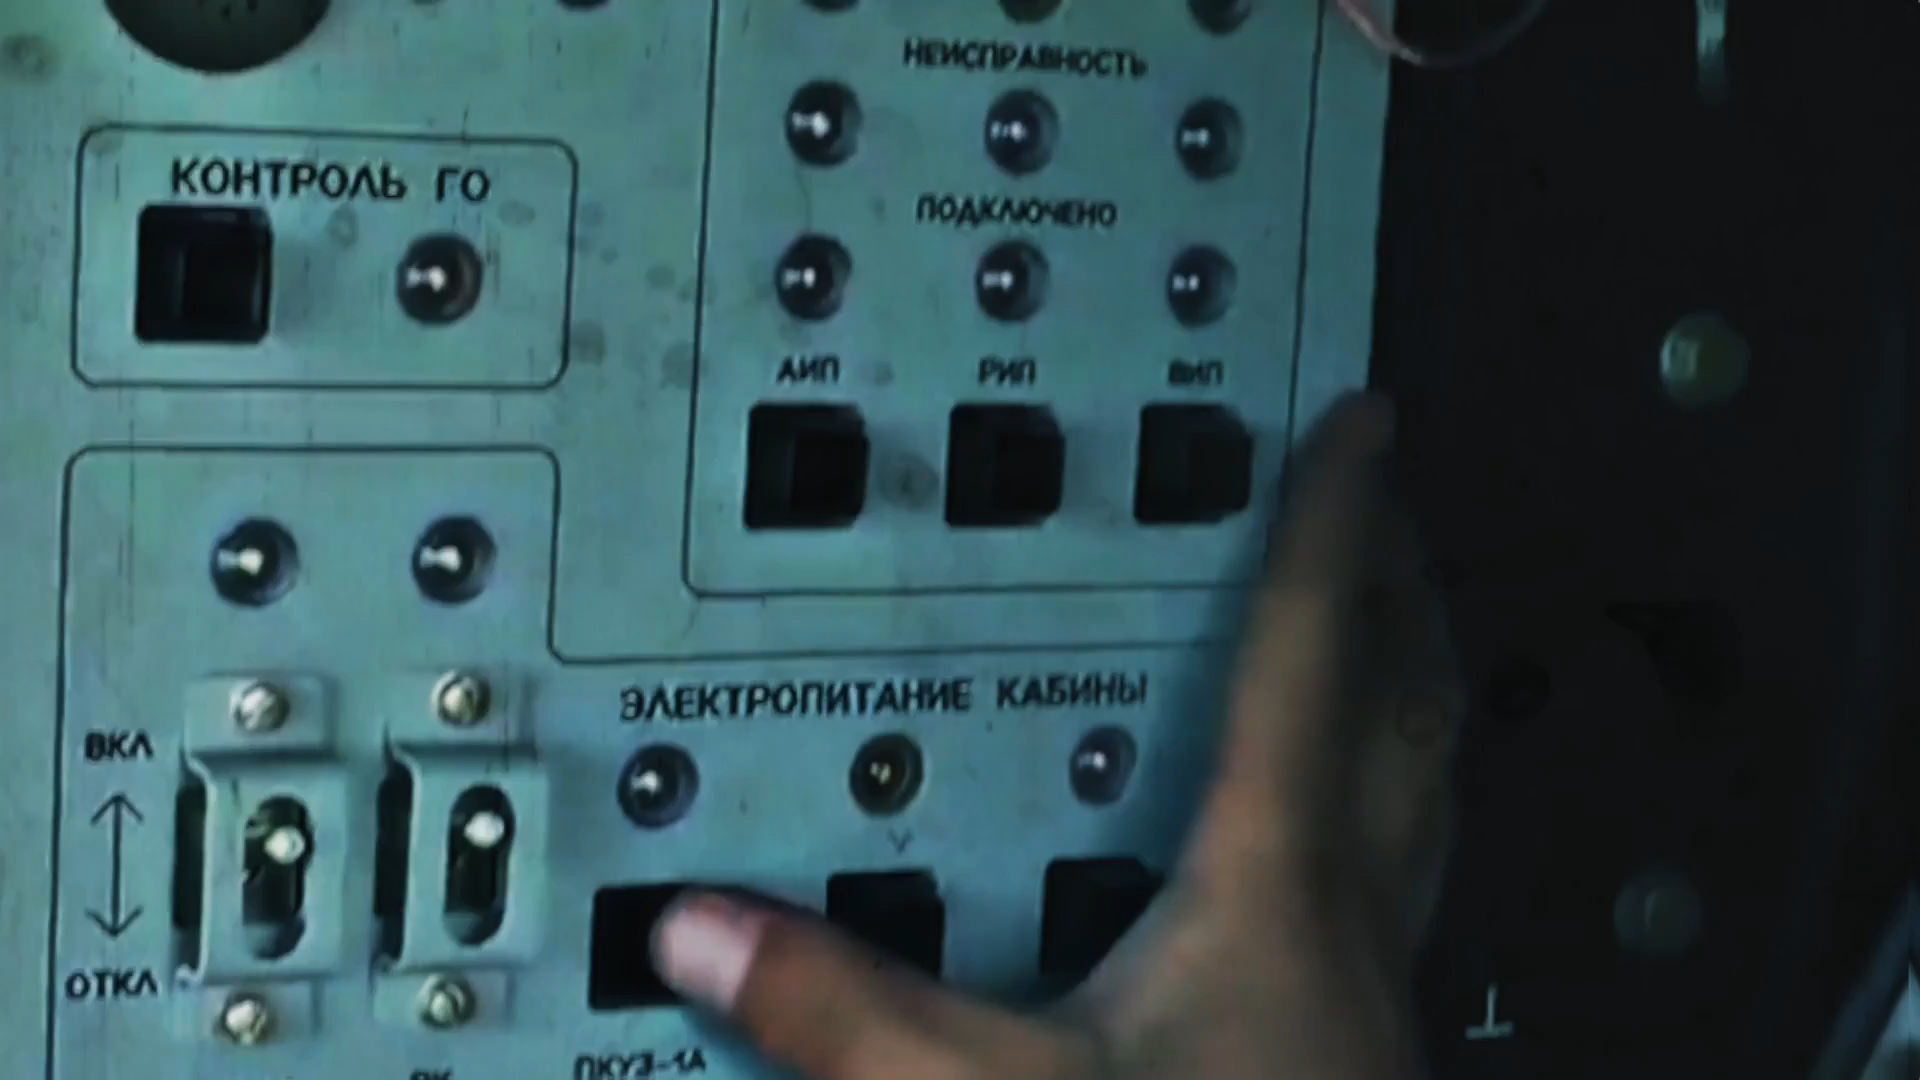 НЕИСПРАВНОСТЬ
КОНТРОЛЬ ГО
ПОДКЛЮЧЕНО
АИП РИП ВИП
ЭЛЕКТРОПИТАНИЕ КАБИНЫ
ВКЛ
ОТКЛ
ПКУЗ-1А